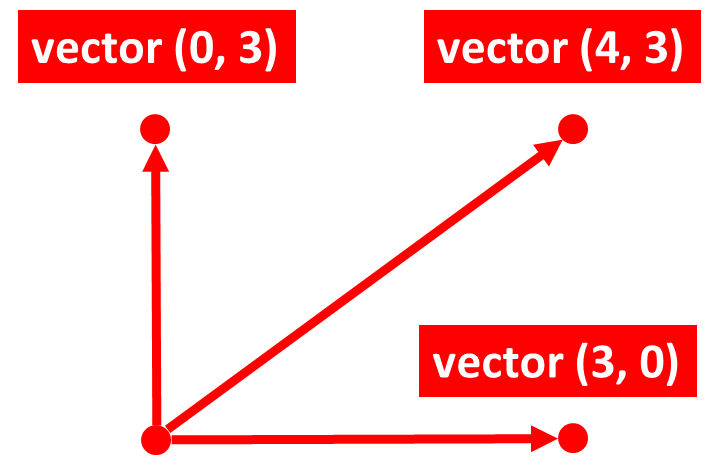 vector (0, 3)
vector (4, 3)
vector (3, 0)